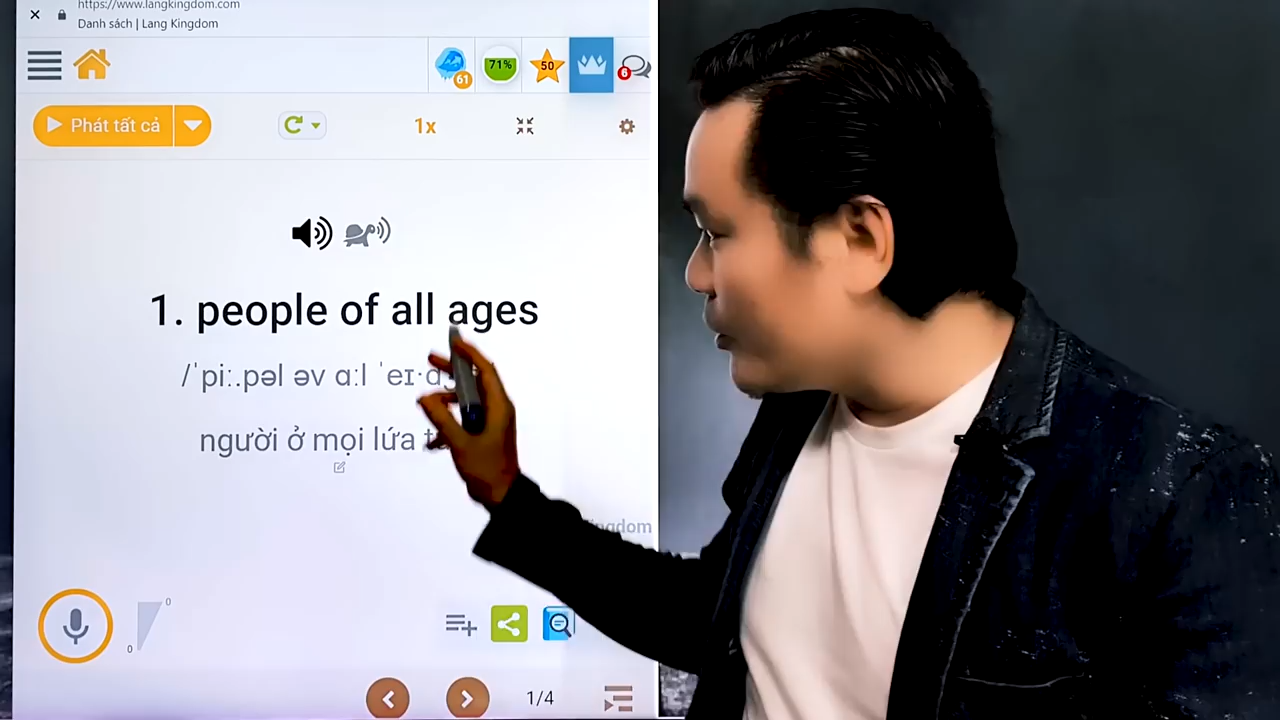 https://www.langkingdom.com
Danh sách | Lang Kingdom
61
71%
50
6
Phát tất cả
1x
1. people of all ages
/ˈpiː.pəl əv ɑːl ˈeɪ·
người ở mọi lứa
ngdom
0
0
1/4